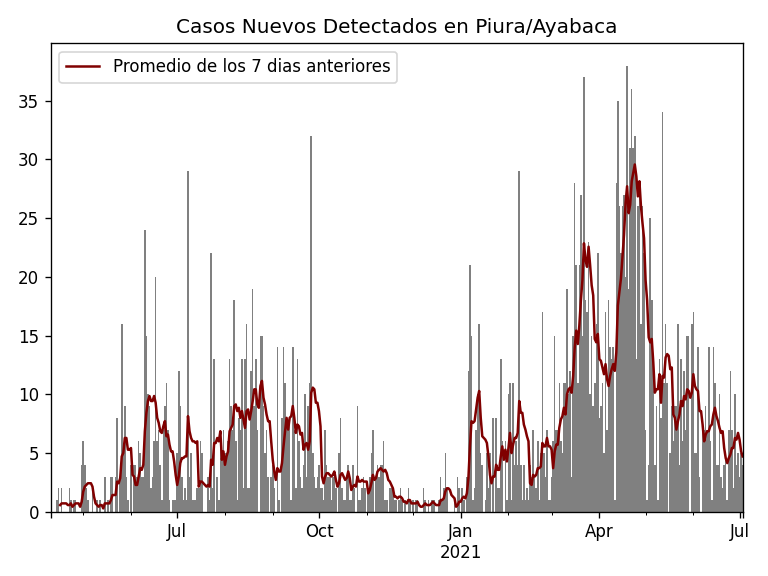 Casos Nuevos Detectados en Piura/Ayabaca
Promedio de los 7 dias anteriores
35
30
25
20
15
10
5
0
Jul
Oct
Jan
2021
Apr
Jul